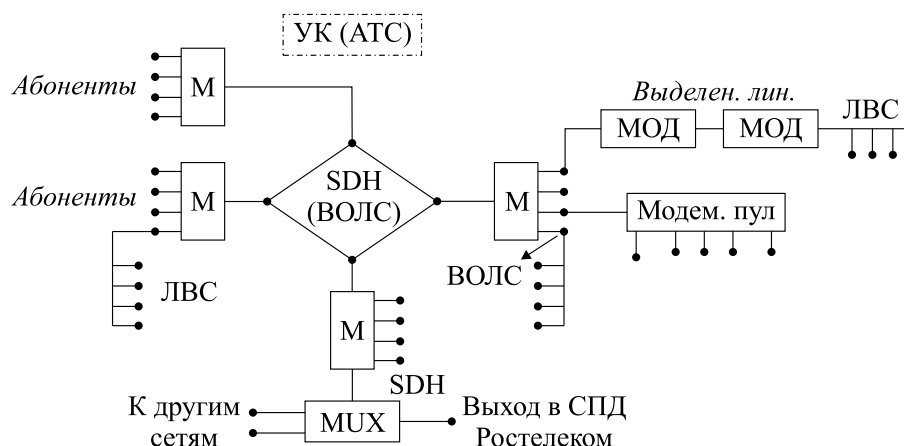 УК (АТС)
Абоненты
М
Выделен. лин.
МОД
МОД
ЛВС
Абоненты
М
SDH
(ВОЛС)
М
Модем. пул
ЛВС
ВОЛС
М
SDH
К другим
сетям
MUX
Выход в СПД
Ростелеком